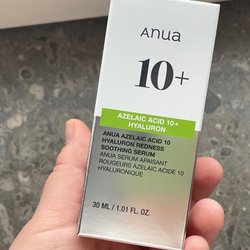 Anua
10+
AZELAIC ACID 10+
HYALURON
ANUA AZELAIC ACID 10
HYALURON REDNESS
SOOTHING SERUM
ANUA SÉRUM APAISANT
ROUGEURS AZELAIC ACIDE 10
HYALURONIQUE
30 ML / 1.01 FL. OZ.